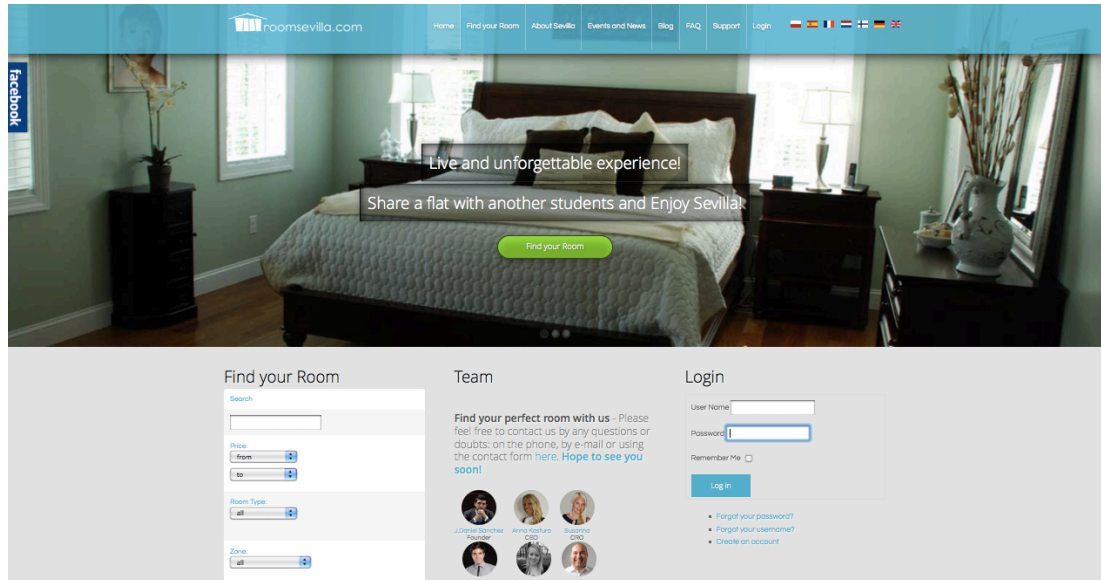 roomsevilla.com
Home Find your Room About Sevilla Events and News Blog FAQ Support Login
facebook
Live and unforgettable experience!
Share a flat with another students and Enjoy Sevilla!
Find your Room
Find your Room
Search
Price:
from
to
Room Type:
all
Zone:
all
Team
Find your perfect room with us - Please
feel free to contact us by any questions or
doubts: on the phone, by e-mail or using
the contact form here. Hope to see you
soon!
J.Daniel Sánchez
Founder
Anna Kostura
CEO
Susanna
CRO
Login
User Name
Password
Remember Me
Log in
Forgot your password?
Forgot your username?
Create an account